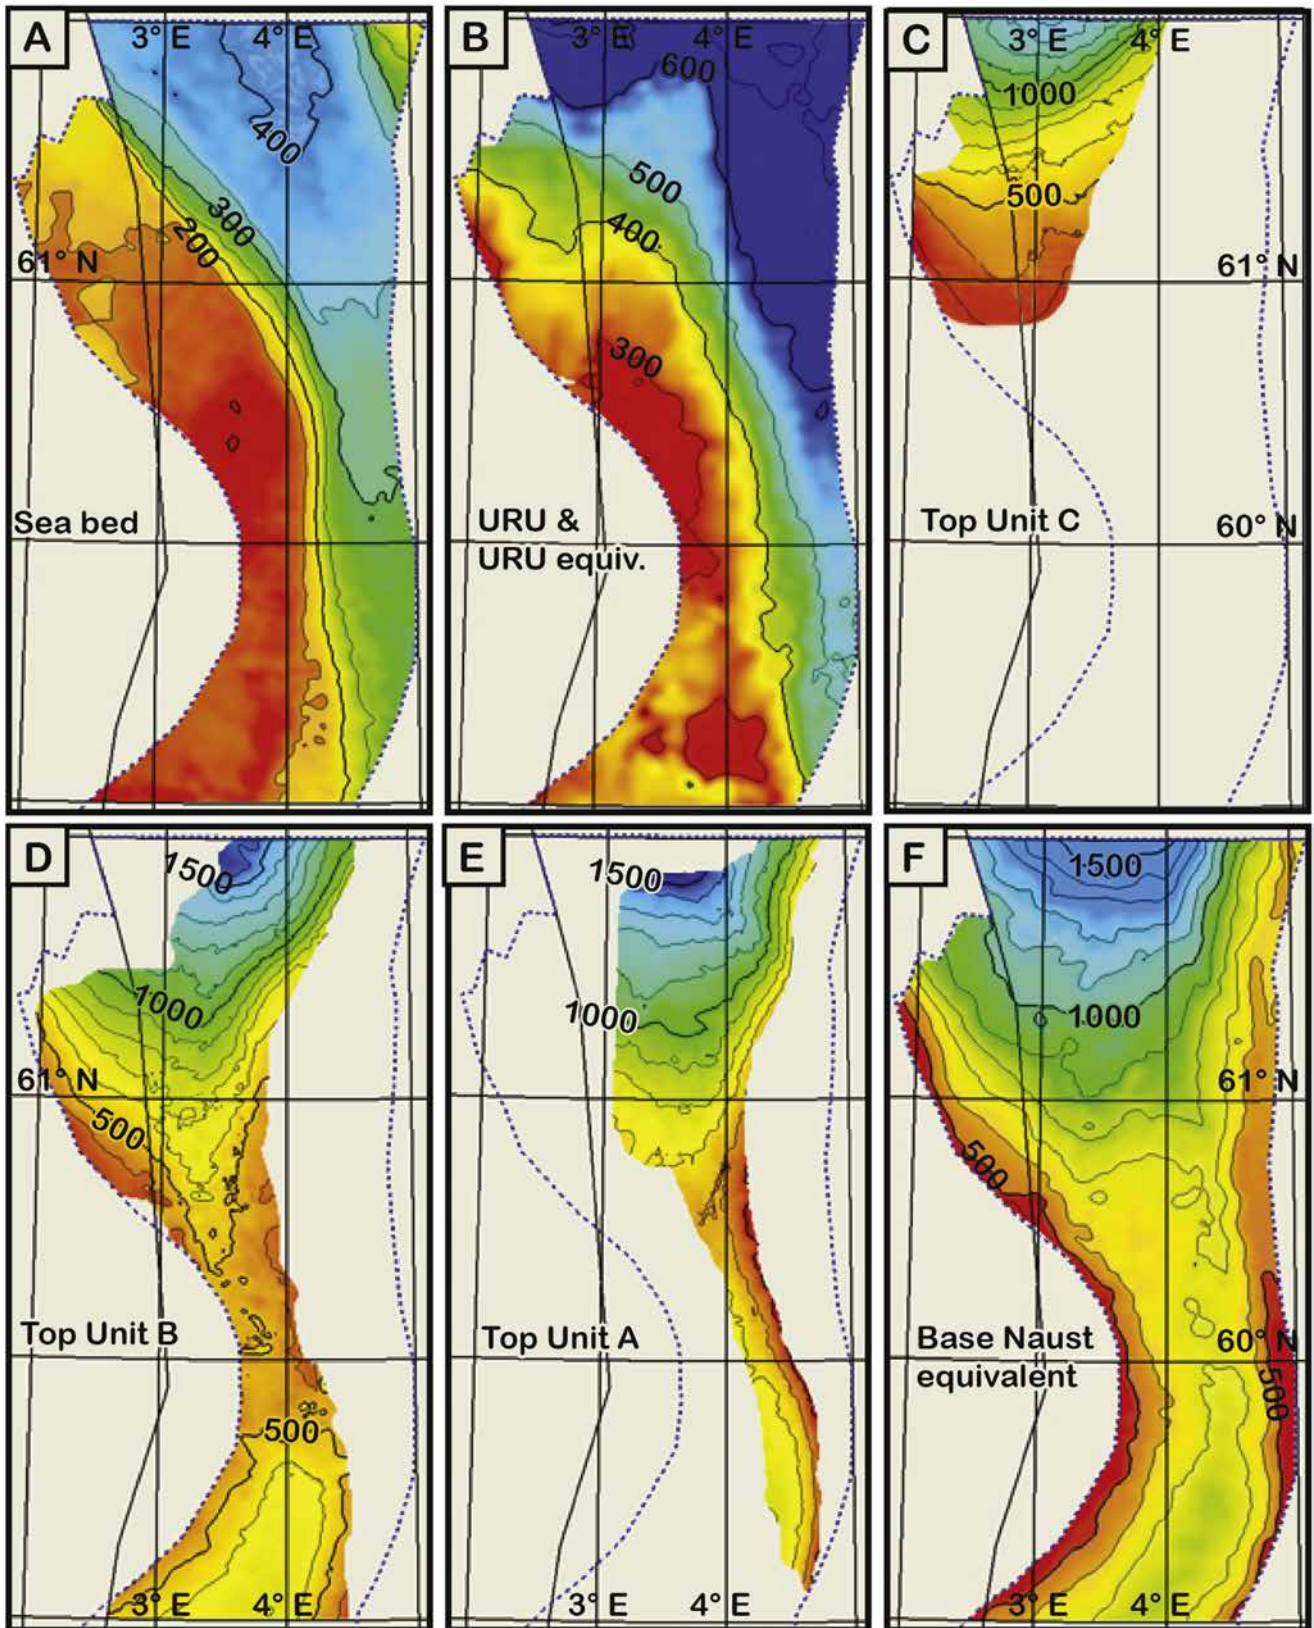 A
3° E
4° E
400
300
200
61° N
Sea bed
B
3° E
4° E
600
500
400
300
URU &
URU equiv.
C
3° E
4° E
1000
500
61° N
Top Unit C
60° N
D
1500
1000
61° N
500
Top Unit B
500
3° E
4° E
E
1500
1000
Top Unit A
3° E
4° E
F
1500
1000
61° N
500
Base Naust
equivalent
60° N
500
3° E
4° E